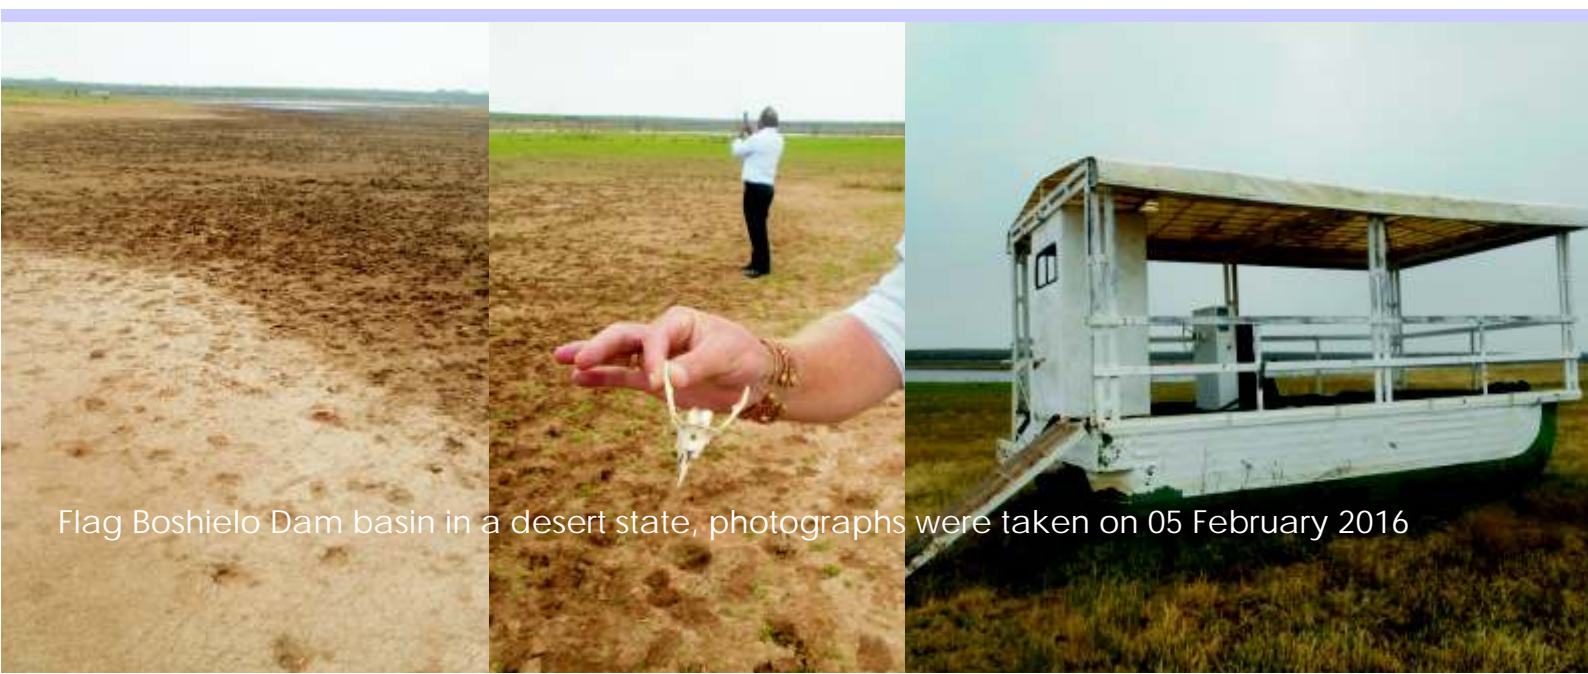 Flag Boshielo Dam basin in a desert state, photographs were taken on 05 February 2016